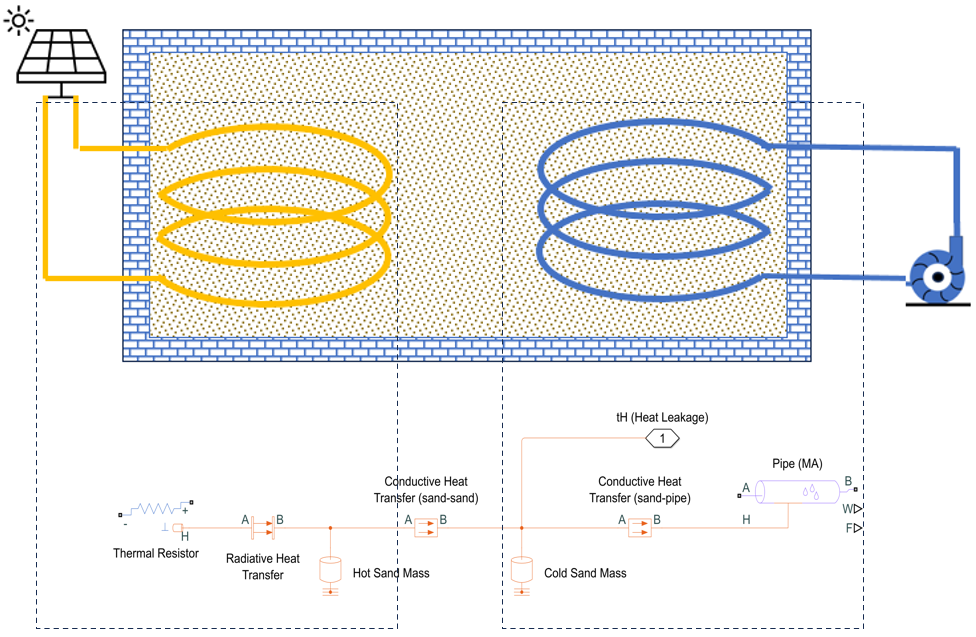 tH (Heat Leakage)
1
Pipe (MA)
Conductive Heat
Transfer (sand-sand)
Conductive Heat
Transfer (sand-pipe)
A
B
W
F
- +
H
Thermal Resistor
A B
Radiative Heat
Transfer
A B
Hot Sand Mass
A B
H
Cold Sand Mass